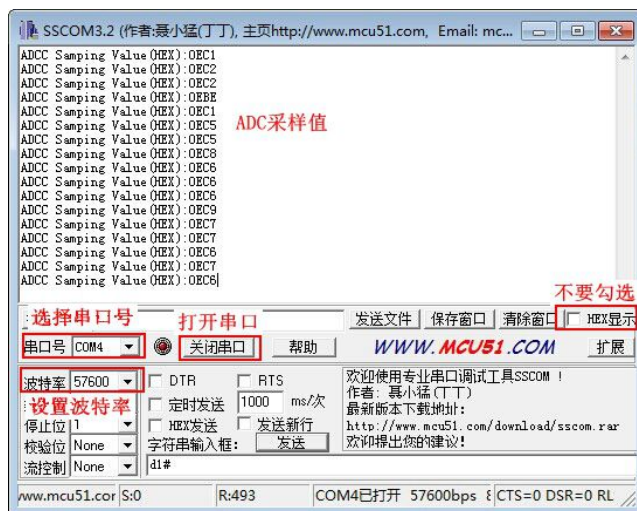 SSCOM3.2 (作者:聂小猛(丁丁), 主页http://www.mcu51.com, Email: mc...
ADCC Samping Value(HEX):0EC1
ADCC Samping Value(HEX):0EC2
ADCC Samping Value(HEX):0EC2
ADCC Samping Value(HEX):0EBE
ADCC Samping Value(HEX):0EC1
ADCC Samping Value(HEX):0EC5
ADCC Samping Value(HEX):0EC5
ADCC Samping Value(HEX):0EC8
ADCC Samping Value(HEX):0EC6
ADCC Samping Value(HEX):0EC6
ADCC Samping Value(HEX):0EC6
ADCC Samping Value(HEX):0EC9
ADCC Samping Value(HEX):0EC7
ADCC Samping Value(HEX):0EC7
ADCC Samping Value(HEX):0EC6
ADCC Samping Value(HEX):0EC7
ADCC Samping Value(HEX):0EC6
ADC采样值
不要勾选
选择串口号 打开串口 发送文件 保存窗口 清除窗口 HEX显示
串口号 COM4 关闭串口 帮助 WWW.MCU51.COM 扩展
波特率 57600 DTR RTS
设置波特率 定时发送 1000 ms/次
停止位 1 HEX发送 发送新行
校验位 None 字符串输入框: 发送
流控制 None d1#
欢迎使用专业串口调试工具SSCOM !
作者: 聂小猛(丁丁)
最新版本下载地址:
http://www.mcu51.com/download/sscom.rar
欢迎提出您的建议!
www.mcu51.cor S:0 R:493 COM4已打开 57600bps 8 CTS=0 DSR=0 RL